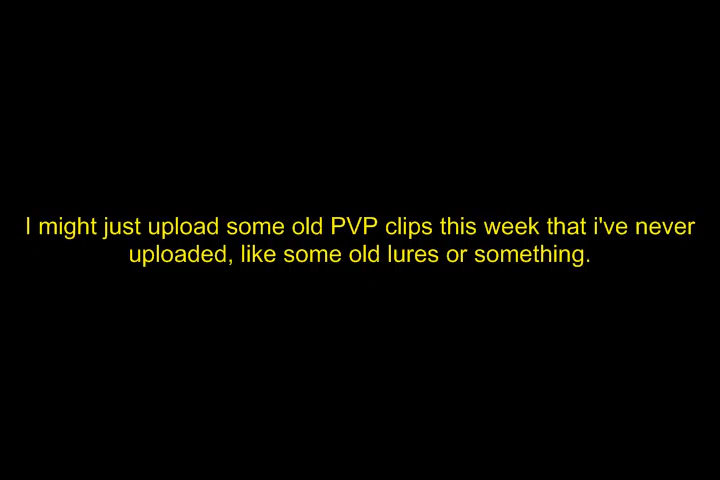 I might just upload some old PVP clips this week that i've never
uploaded, like some old lures or something.